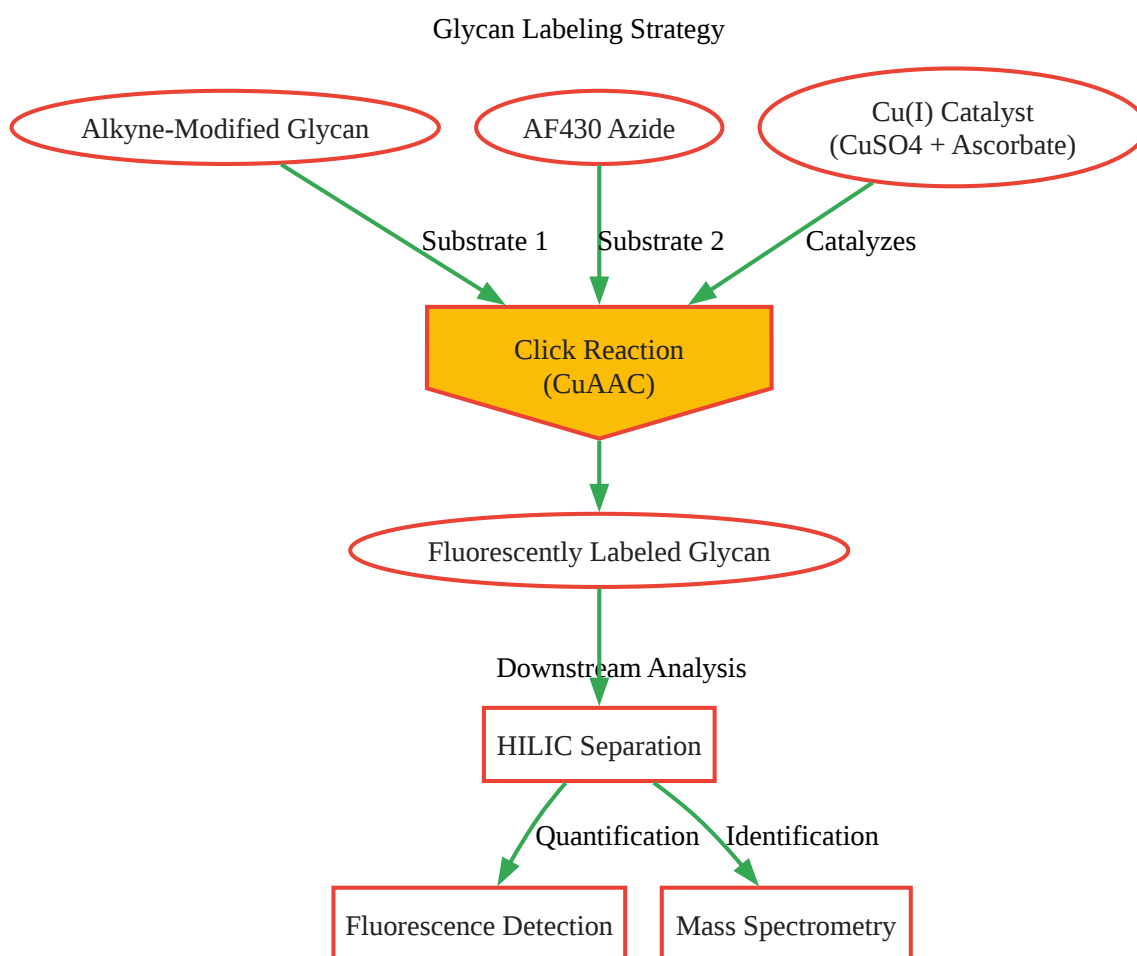 Glycan Labeling Strategy
Alkyne-Modified Glycan
AF430 Azide
Cu(I) Catalyst
(CuSO4 + Ascorbate)
Substrate 1
Substrate 2
Catalyzes
Click Reaction
(CuAAC)
Fluorescently Labeled Glycan
Downstream Analysis
HILIC Separation
Quantification
Identification
Fluorescence Detection
Mass Spectrometry